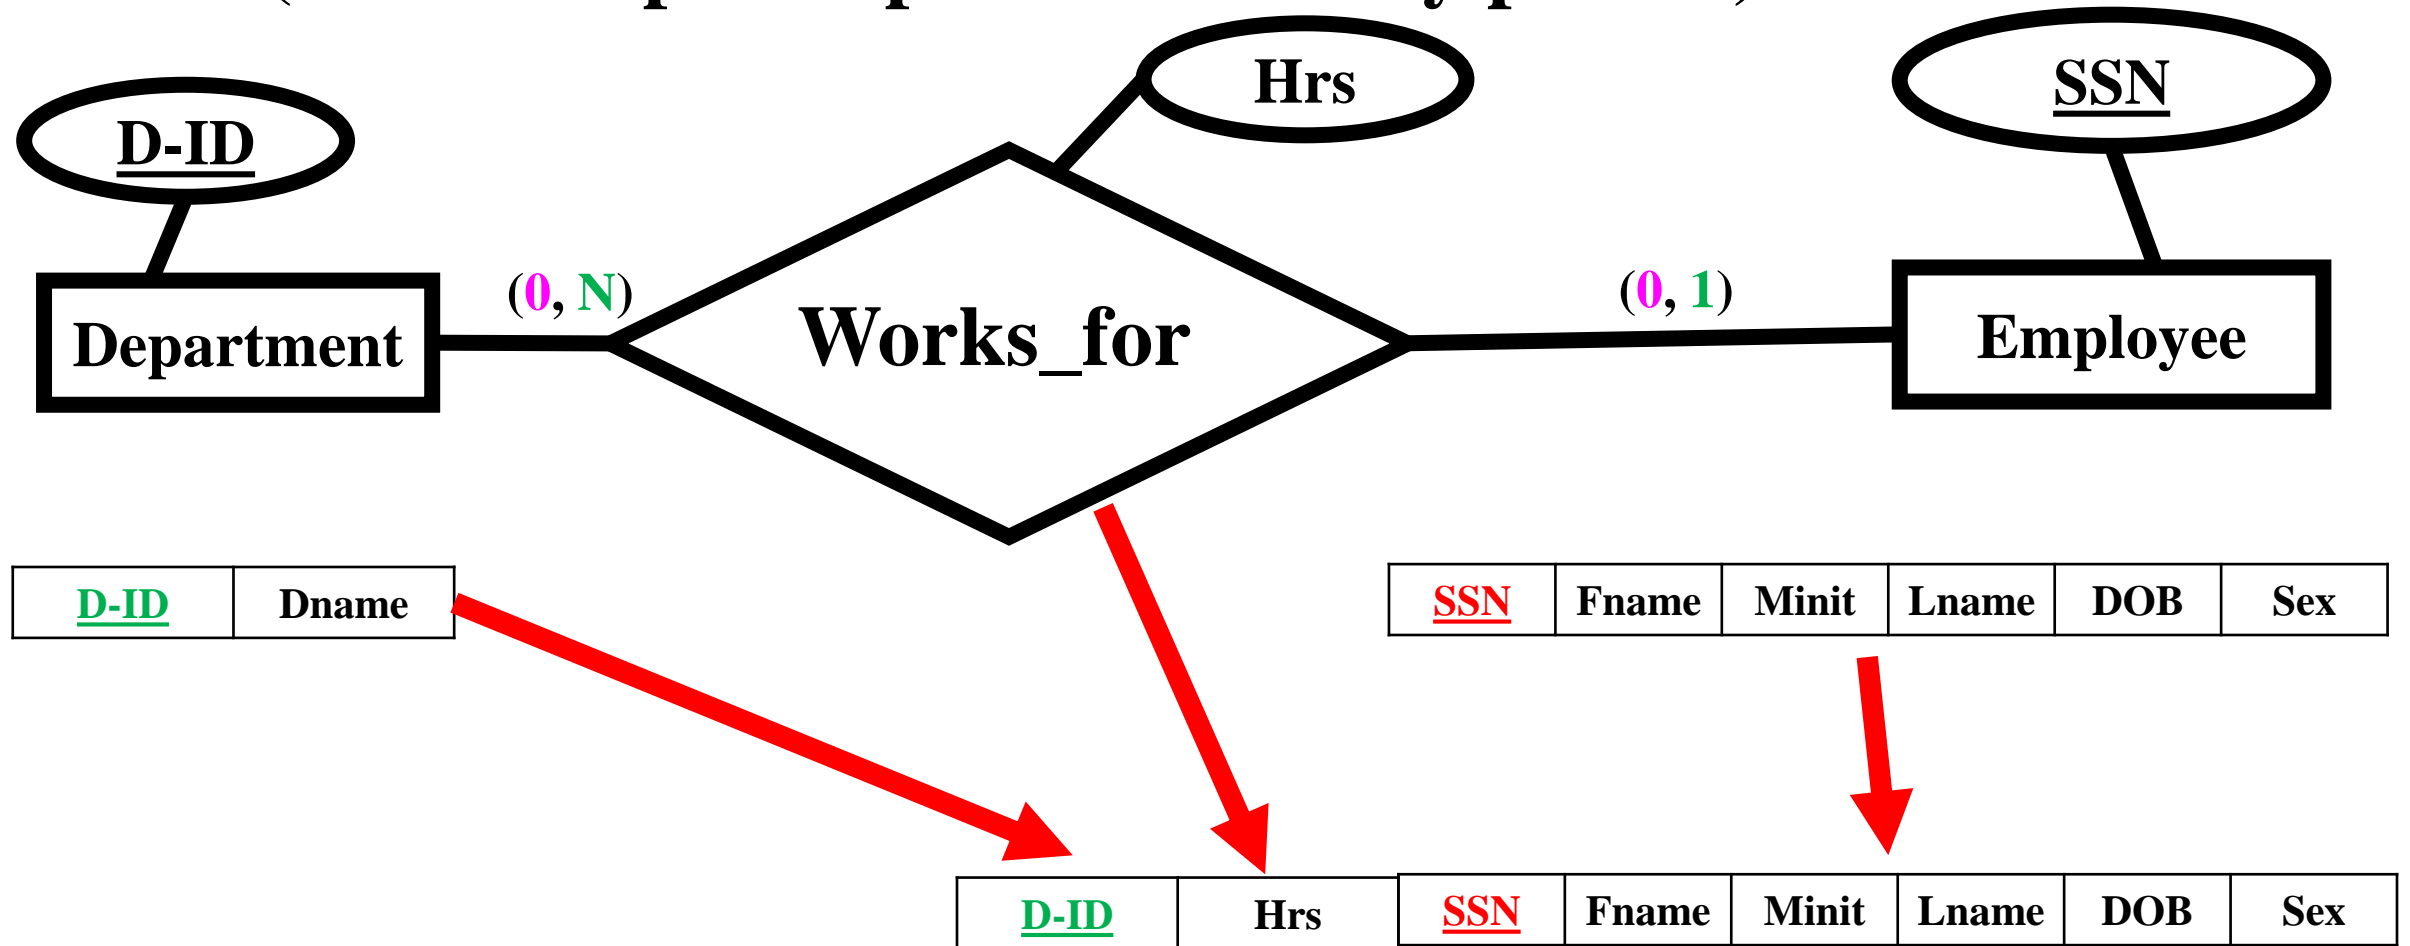 Hrs
SSN
D-ID
(0, N)
(0, 1)
Department
Works_for
Employee
D-ID Dname
SSN Fname Minit Lname DOB Sex
D-ID Hrs SSN Fname Minit Lname DOB Sex